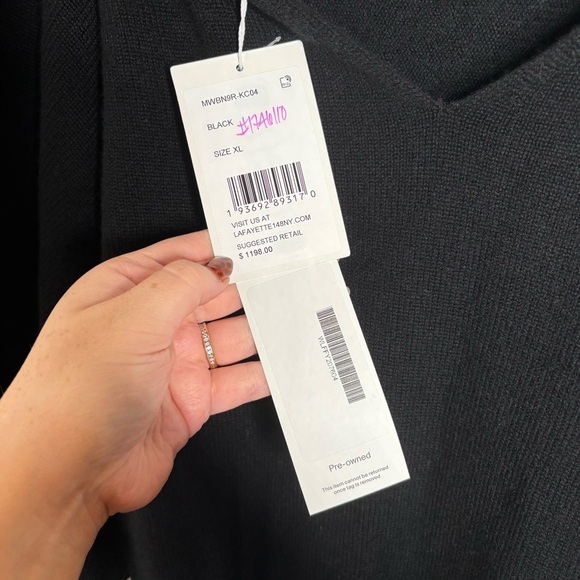 MWBN9R-KC04
BLACK
SIZE XL
1 93692 89317 0
VISIT US AT
LAFAYETTE148NY.COM
SUGGESTED RETAIL
$ 1198.00
VLFFY207604
Pre-owned
This item cannot be returned
once tag is removed